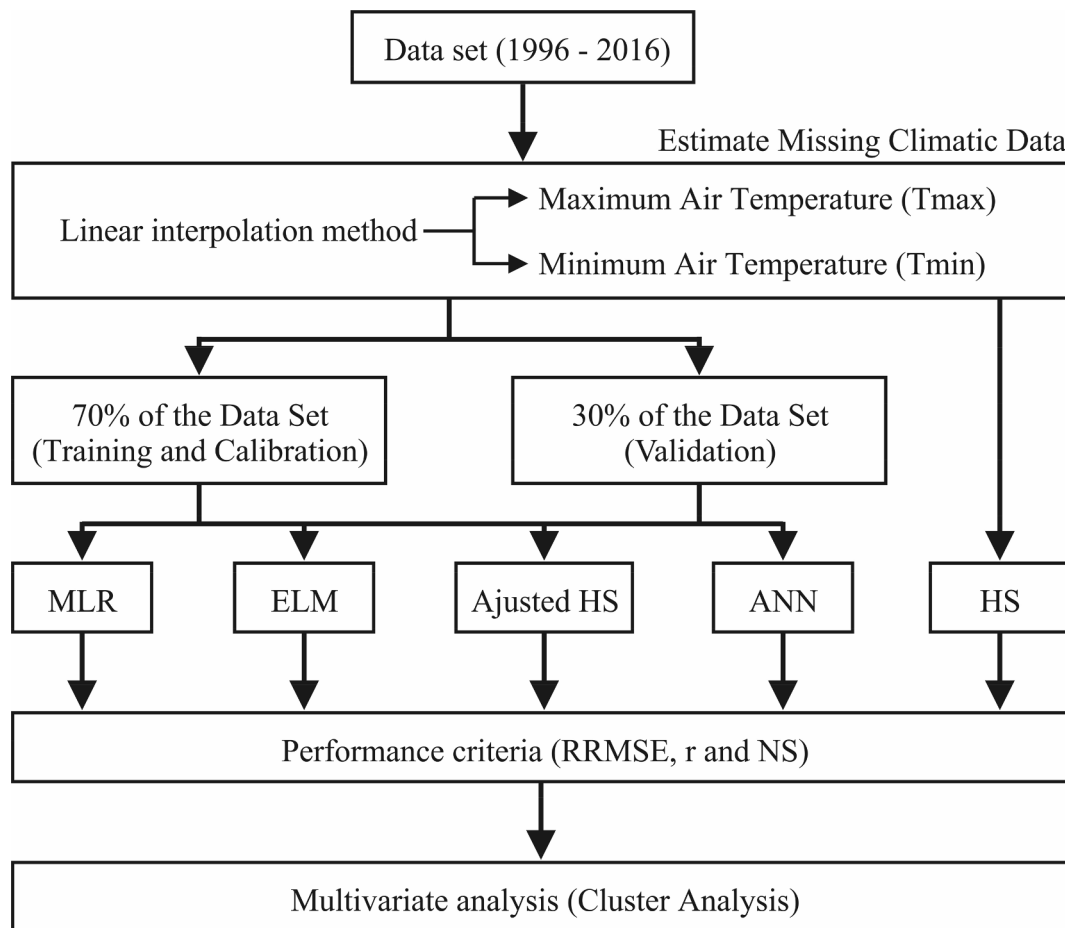 Data set (1996 - 2016)
Estimate Missing Climatic Data
Linear interpolation method
Maximum Air Temperature (Tmax)
Minimum Air Temperature (Tmin)
70% of the Data Set
(Training and Calibration)
30% of the Data Set
(Validation)
MLR
ELM
Ajusted HS
ANN
HS
Performance criteria (RRMSE, r and NS)
Multivariate analysis (Cluster Analysis)